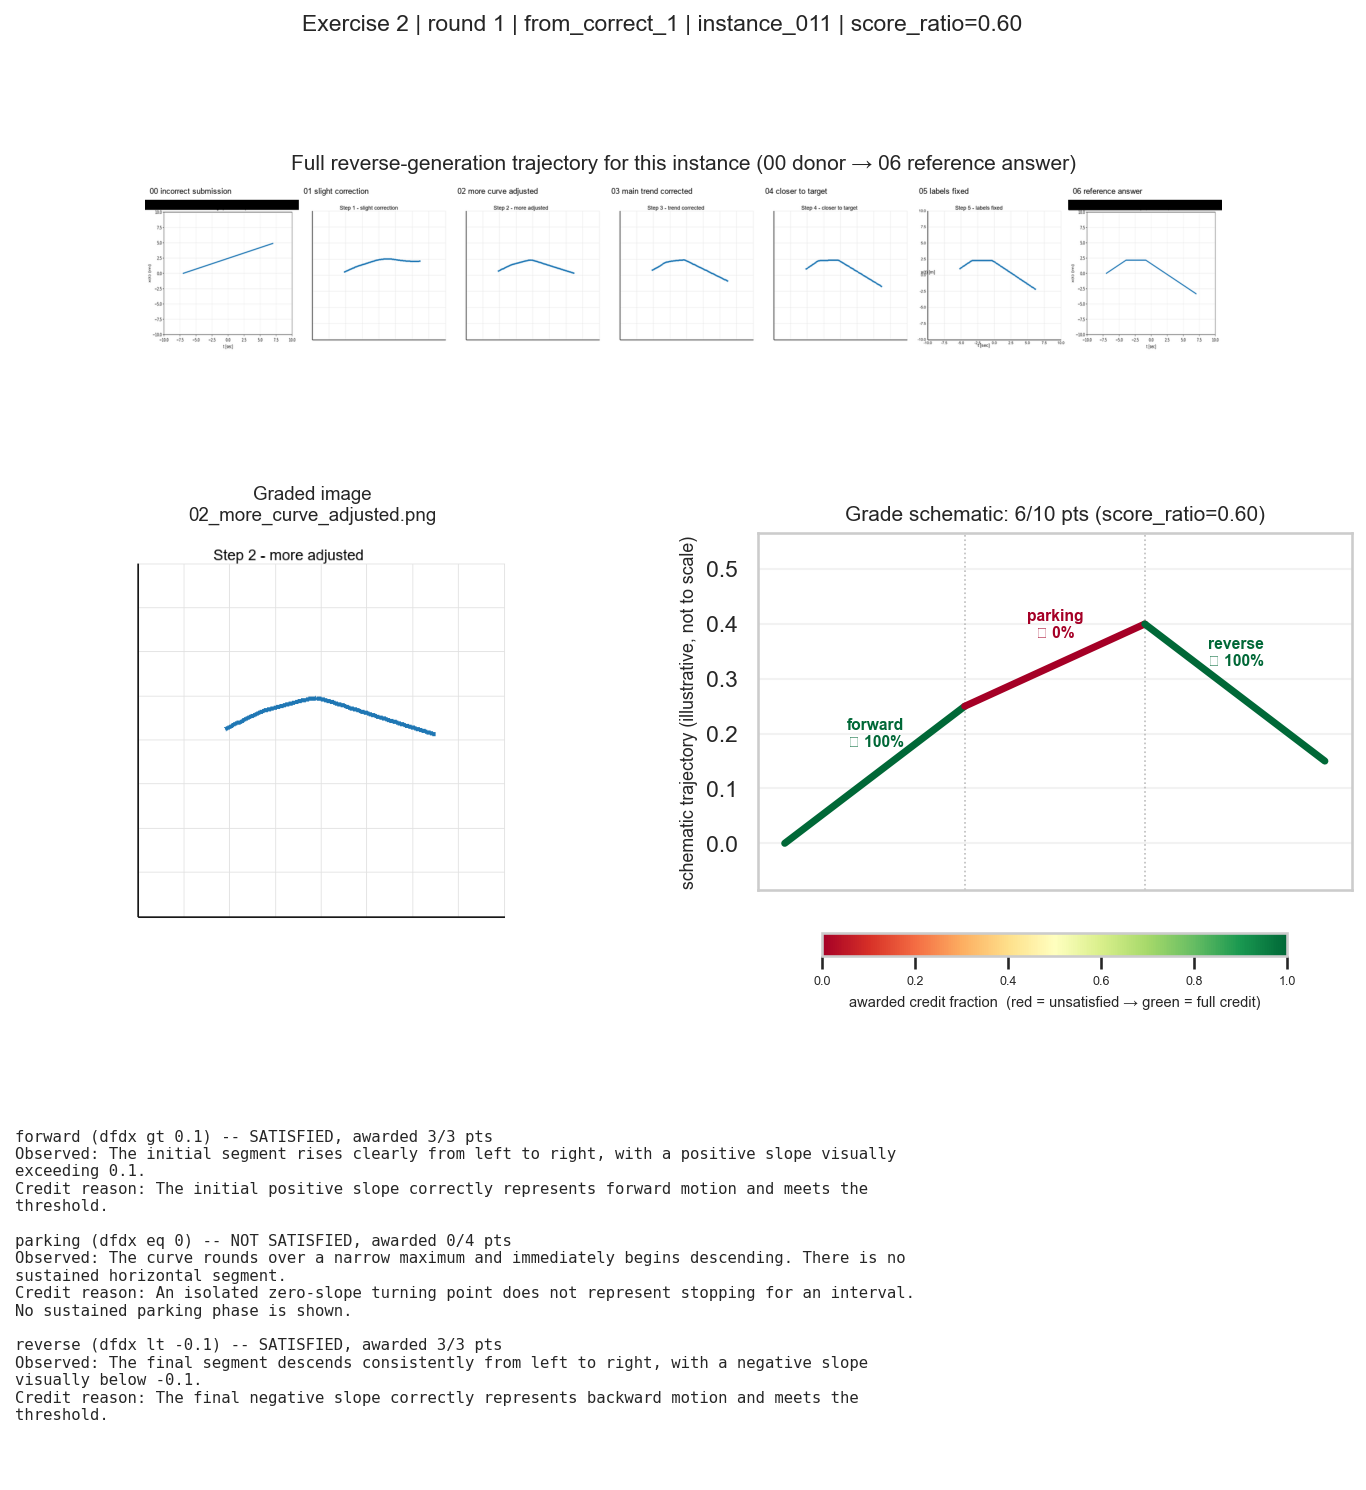 Exercise 2 | round 1 | from_correct_1 | instance_011 | score_ratio=0.60
Full reverse-generation trajectory for this instance (00 donor → 06 reference answer)
00 incorrect submission
01 slight correction
02 more curve adjusted
03 main trend corrected
04 closer to target
05 labels fixed
06 reference answer
Step 1 - slight correction
Step 2 - more adjusted
Step 3 - trend corrected
Step 4 - closer to target
Step 5 - labels fixed
Graded image
02_more_curve_adjusted.png
Step 2 - more adjusted
Grade schematic: 6/10 pts (score_ratio=0.60)
schematic trajectory (illustrative, not to scale)
0.5
0.4
0.3
0.2
0.1
0.0
forward
100%
parking
0%
reverse
100%
0.0 0.2 0.4 0.6 0.8 1.0
awarded credit fraction (red = unsatisfied → green = full credit)
forward (dfdx gt 0.1) -- SATISFIED, awarded 3/3 pts
Observed: The initial segment rises clearly from left to right, with a positive slope visually
exceeding 0.1.
Credit reason: The initial positive slope correctly represents forward motion and meets the
threshold.
parking (dfdx eq 0) -- NOT SATISFIED, awarded 0/4 pts
Observed: The curve rounds over a narrow maximum and immediately begins descending. There is no
sustained horizontal segment.
Credit reason: An isolated zero-slope turning point does not represent stopping for an interval.
No sustained parking phase is shown.
reverse (dfdx lt -0.1) -- SATISFIED, awarded 3/3 pts
Observed: The final segment descends consistently from left to right, with a negative slope
visually below -0.1.
Credit reason: The final negative slope correctly represents backward motion and meets the
threshold.